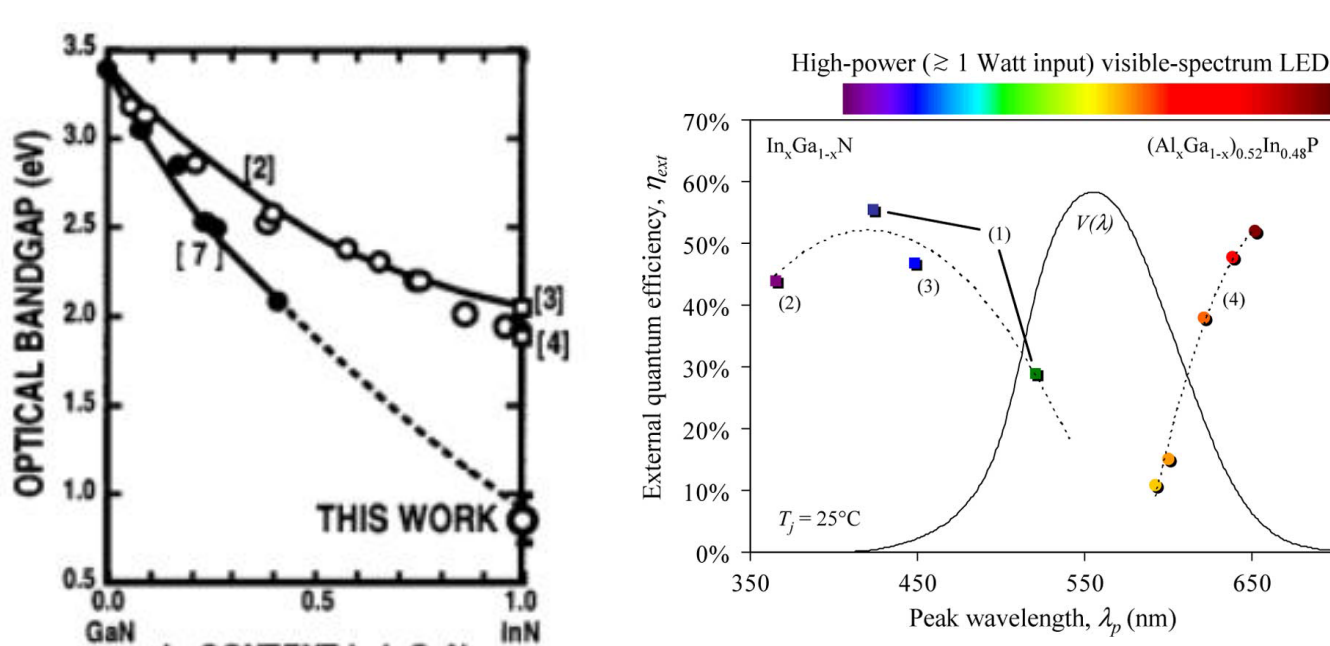 3.5
3.0
2.5
2.0
1.5
1.0
0.5
OPTICAL BANDGAP (eV)
[2]
[7]
[3]
[4]
THIS WORK
0.0
0.5
1.0
GaN
InN
High-power (≳ 1 Watt input) visible-spectrum LED
70%
60%
50%
40%
30%
20%
10%
0%
External quantum efficiency, ηext
InxGa1-xN
(AlxGa1-x)0.52In0.48P
V(λ)
(1)
(2)
(3)
(4)
Tj = 25°C
350
450
550
650
Peak wavelength, λp (nm)